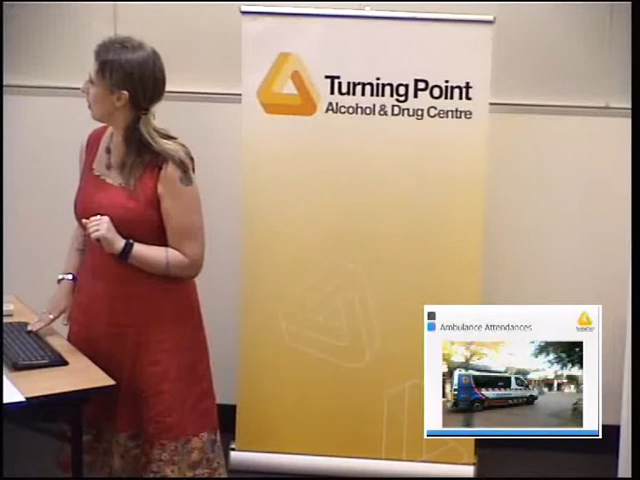 Turning Point
Alcohol & Drug Centre
Ambulance Attendances